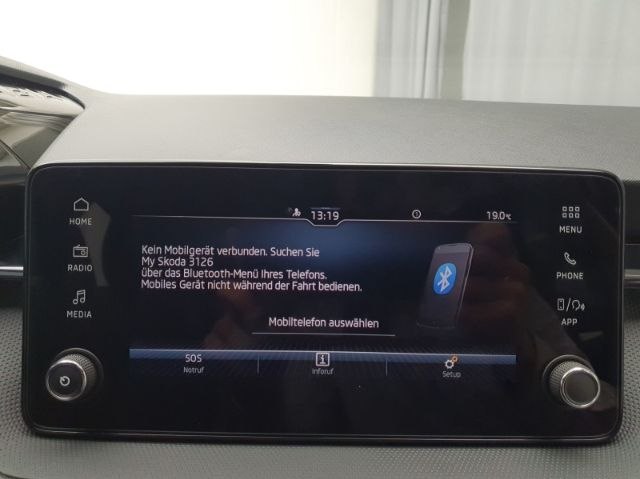 HOME
RADIO
MEDIA
13:19
19.0°C
Kein Mobilgerät verbunden. Suchen Sie
My Skoda 3126
über das Bluetooth-Menü Ihres Telefons.
Mobiles Gerät nicht während der Fahrt bedienen.
Mobiltelefon auswählen
SOS
Notruf
Inforuf
Setup
MENU
PHONE
APP